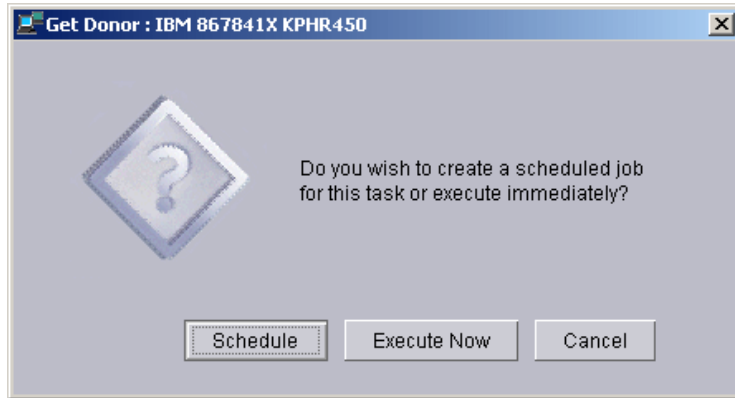 Get Donor : IBM 867841X KPHR450
Do you wish to create a scheduled job
for this task or execute immediately?
Schedule Execute Now Cancel